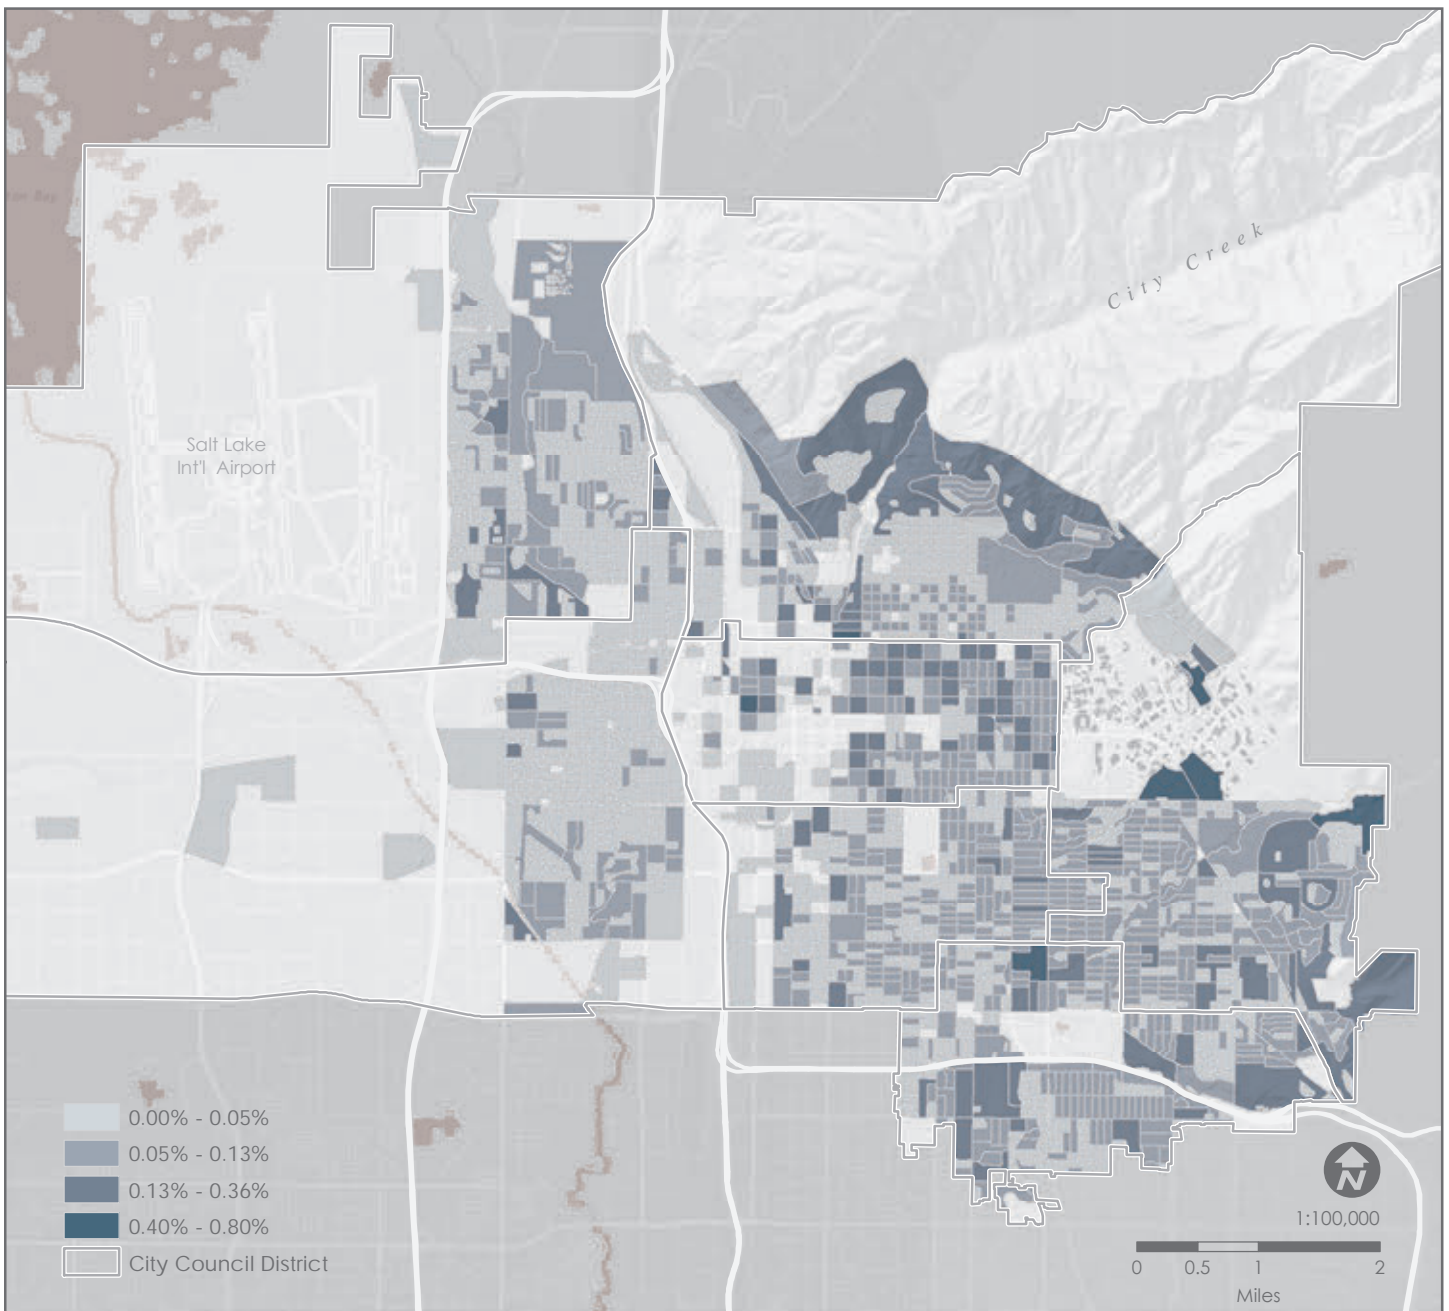 City Creek
Salt Lake
Int'l Airport
0.00% - 0.05%
0.05% - 0.13%
0.13% - 0.36%
0.40% - 0.80%
City Council District
N
1:100,000
0 0.5 1 2
Miles